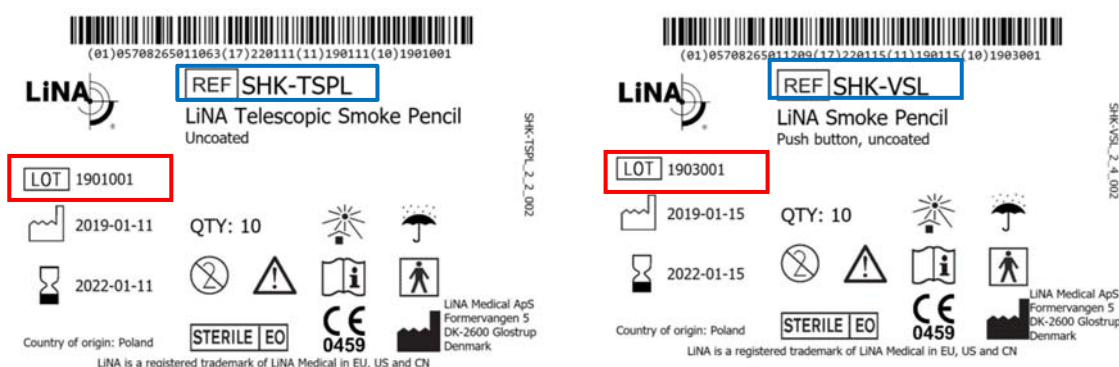 (01)05708265011063(17)220111(11)190111(10)1901001
LiNA
REF SHK-TSPL
LiNA Telescopic Smoke Pencil
Uncoated
SHK-TSPL_2_2_002
LOT 1901001
2019-01-11
QTY: 10
2022-01-11
2
i
STERILE EO
CE
0459
LiNA Medical ApS
Formervangen 5
DK-2600 Glostrup
Denmark
Country of origin: Poland
LiNA is a registered trademark of LiNA Medical in EU, US and CN
(01)05708265011209(17)220115(11)190115(10)1903001
LiNA
REF SHK-VSL
LiNA Smoke Pencil
Push button, uncoated
SHK-VSL_2_4_002
LOT 1903001
2019-01-15
QTY: 10
2022-01-15
2
i
STERILE EO
CE
0459
LiNA Medical ApS
Formervangen 5
DK-2600 Glostrup
Denmark
Country of origin: Poland
LiNA is a registered trademark of LiNA Medical in EU, US and CN